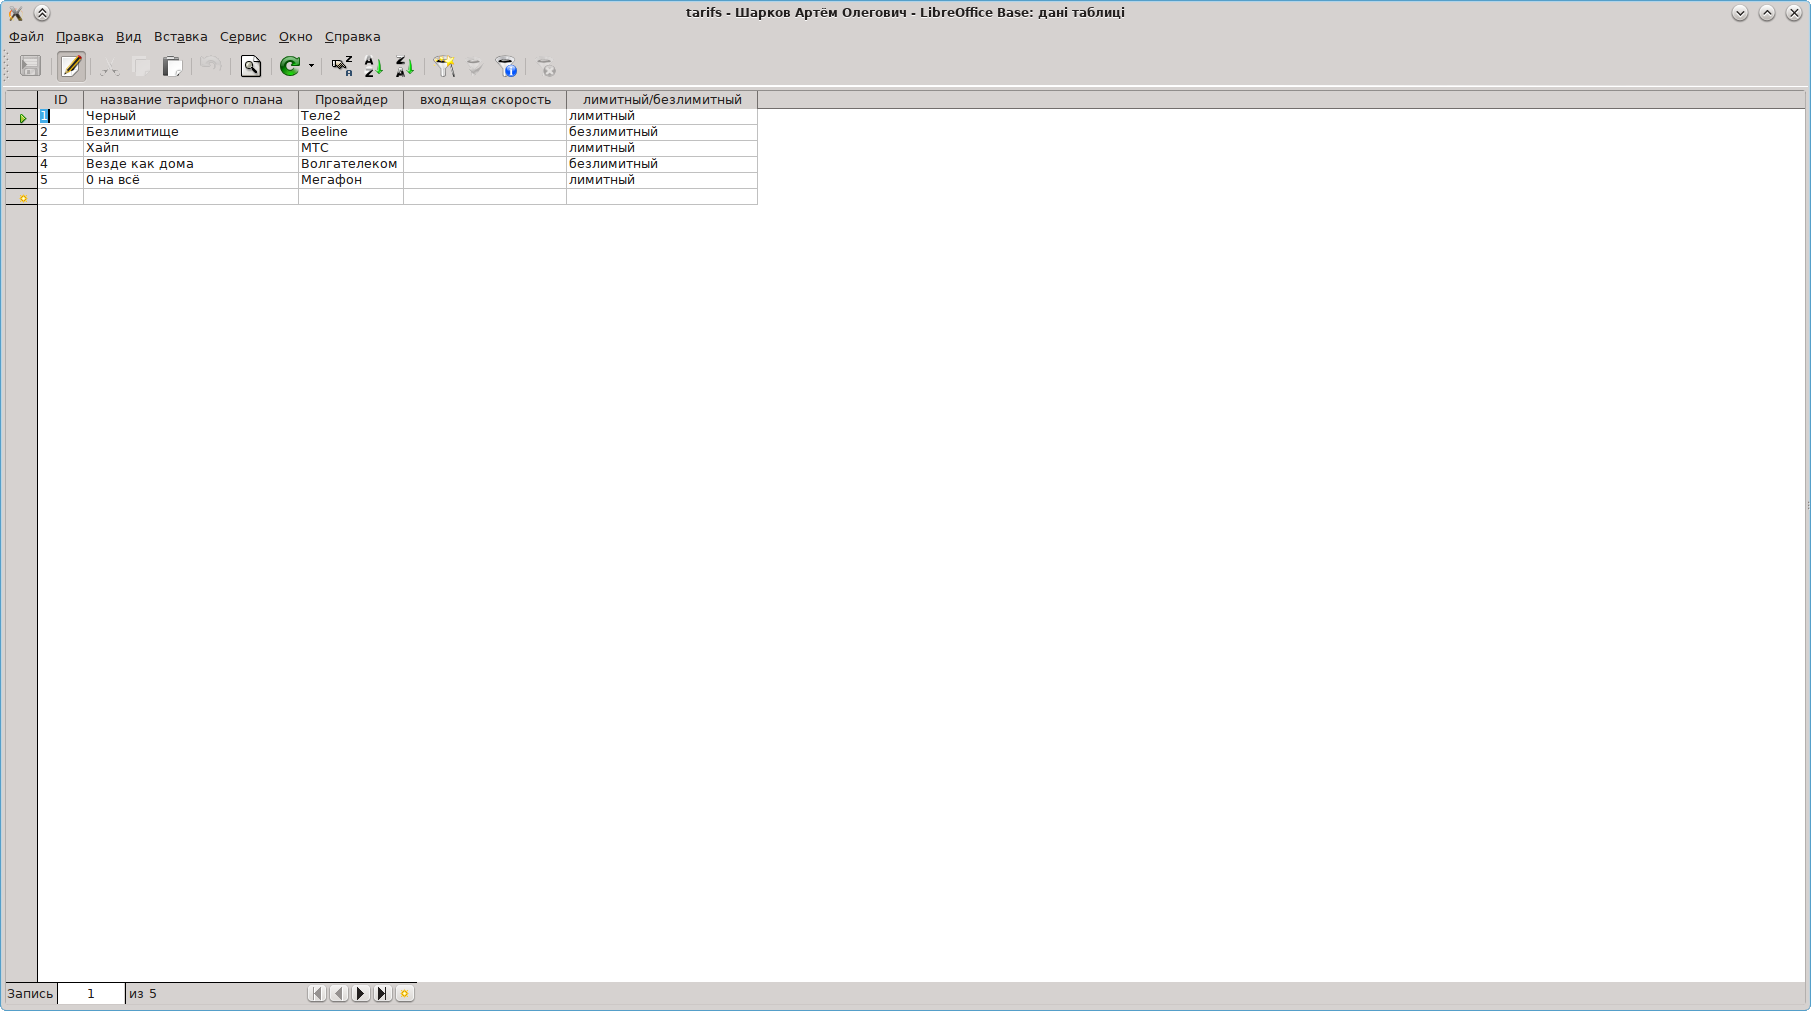 tarifs - Шарков Артём Олегович - LibreOffice Base: дані таблиці
Файл Правка Вид Вставка Сервис Окно Справка
ID название тарифного плана Провайдер входящая скорость лимитный/безлимитный
1 Черный Теле2 лимитный
2 Безлимитище Beeline безлимитный
3 Хайп МТС лимитный
4 Везде как дома Волгателеком безлимитный
5 0 на всё Мегафон лимитный
Запись 1 из 5